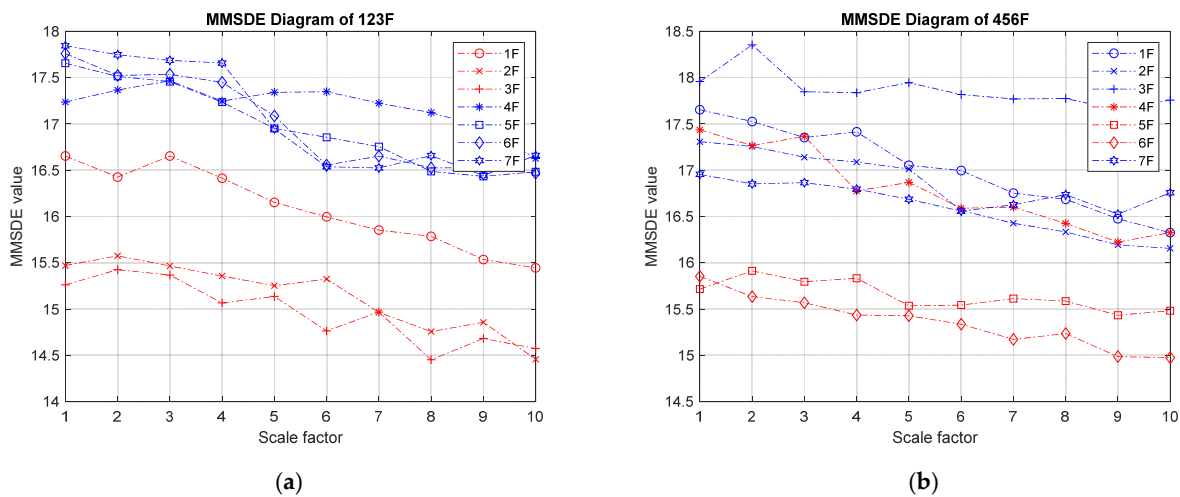 MMSDE Diagram of 123F
18
17.5
17
16.5
16
15.5
15
14.5
14
MMSDE value
1F
2F
3F
4F
5F
6F
7F
1 2 3 4 5 6 7 8 9 10
Scale factor
(a)
MMSDE Diagram of 456F
18.5
18
17.5
17
16.5
16
15.5
15
14.5
MMSDE value
1F
2F
3F
4F
5F
6F
7F
1 2 3 4 5 6 7 8 9 10
Scale factor
(b)